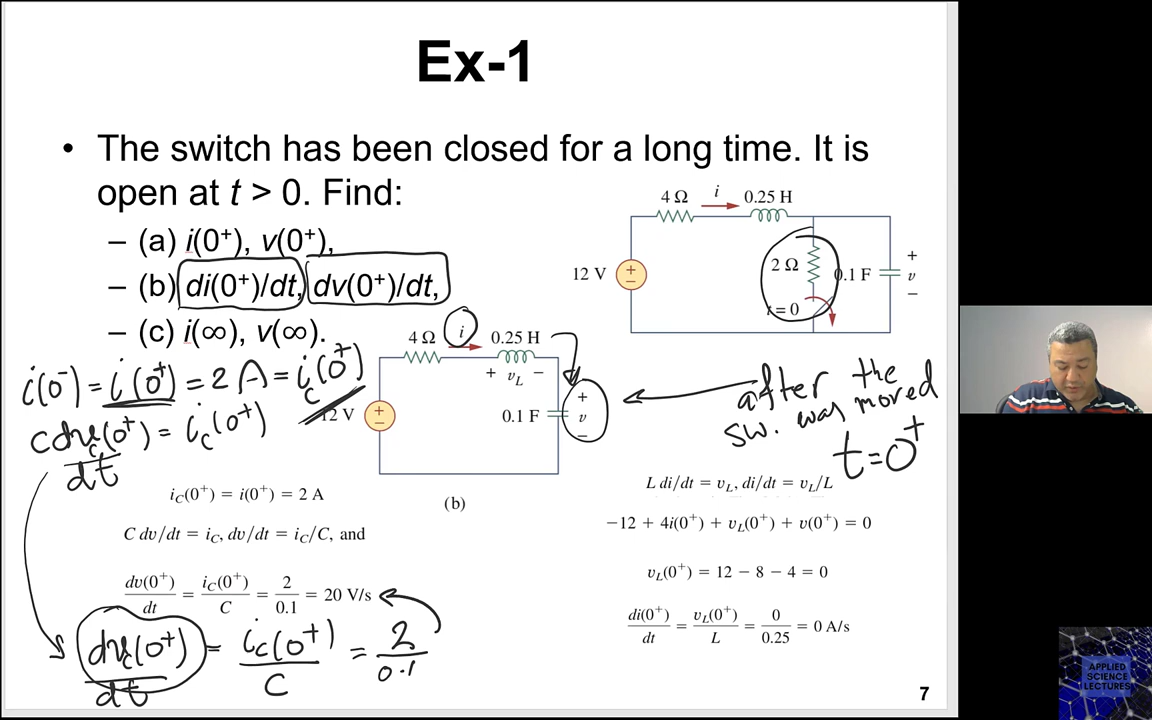 Ex-1
• The switch has been closed for a long time. It is
open at t > 0. Find:
– (a) i(0⁺), v(0⁺),
– (b) di(0⁺)/dt, dv(0⁺)/dt,
– (c) i(∞), v(∞).
4 Ω i 0.25 H
12 V
2 Ω
0.1 F
+
v
−
t = 0
4 Ω i 0.25 H
+ v_L −
12 V
0.1 F
+
v
−
(b)
i(0⁻) = i(0⁺) = 2 A = i_c(0⁺)
c dv_c(0⁺)/dt = i_c(0⁺)
after the
sw. was moved
t=0⁺
i_C(0⁺) = i(0⁺) = 2 A
C dv/dt = i_C, dv/dt = i_C/C, and
dv(0⁺)/dt = i_C(0⁺)/C = 2/0.1 = 20 V/s
dv_c(0⁺)/dt = i_c(0⁺)/C = 2/0.1
L di/dt = v_L, di/dt = v_L/L
−12 + 4i(0⁺) + v_L(0⁺) + v(0⁺) = 0
v_L(0⁺) = 12 − 8 − 4 = 0
di(0⁺)/dt = v_L(0⁺)/L = 0/0.25 = 0 A/s
7
APPLIED
SCIENCE
LECTURES